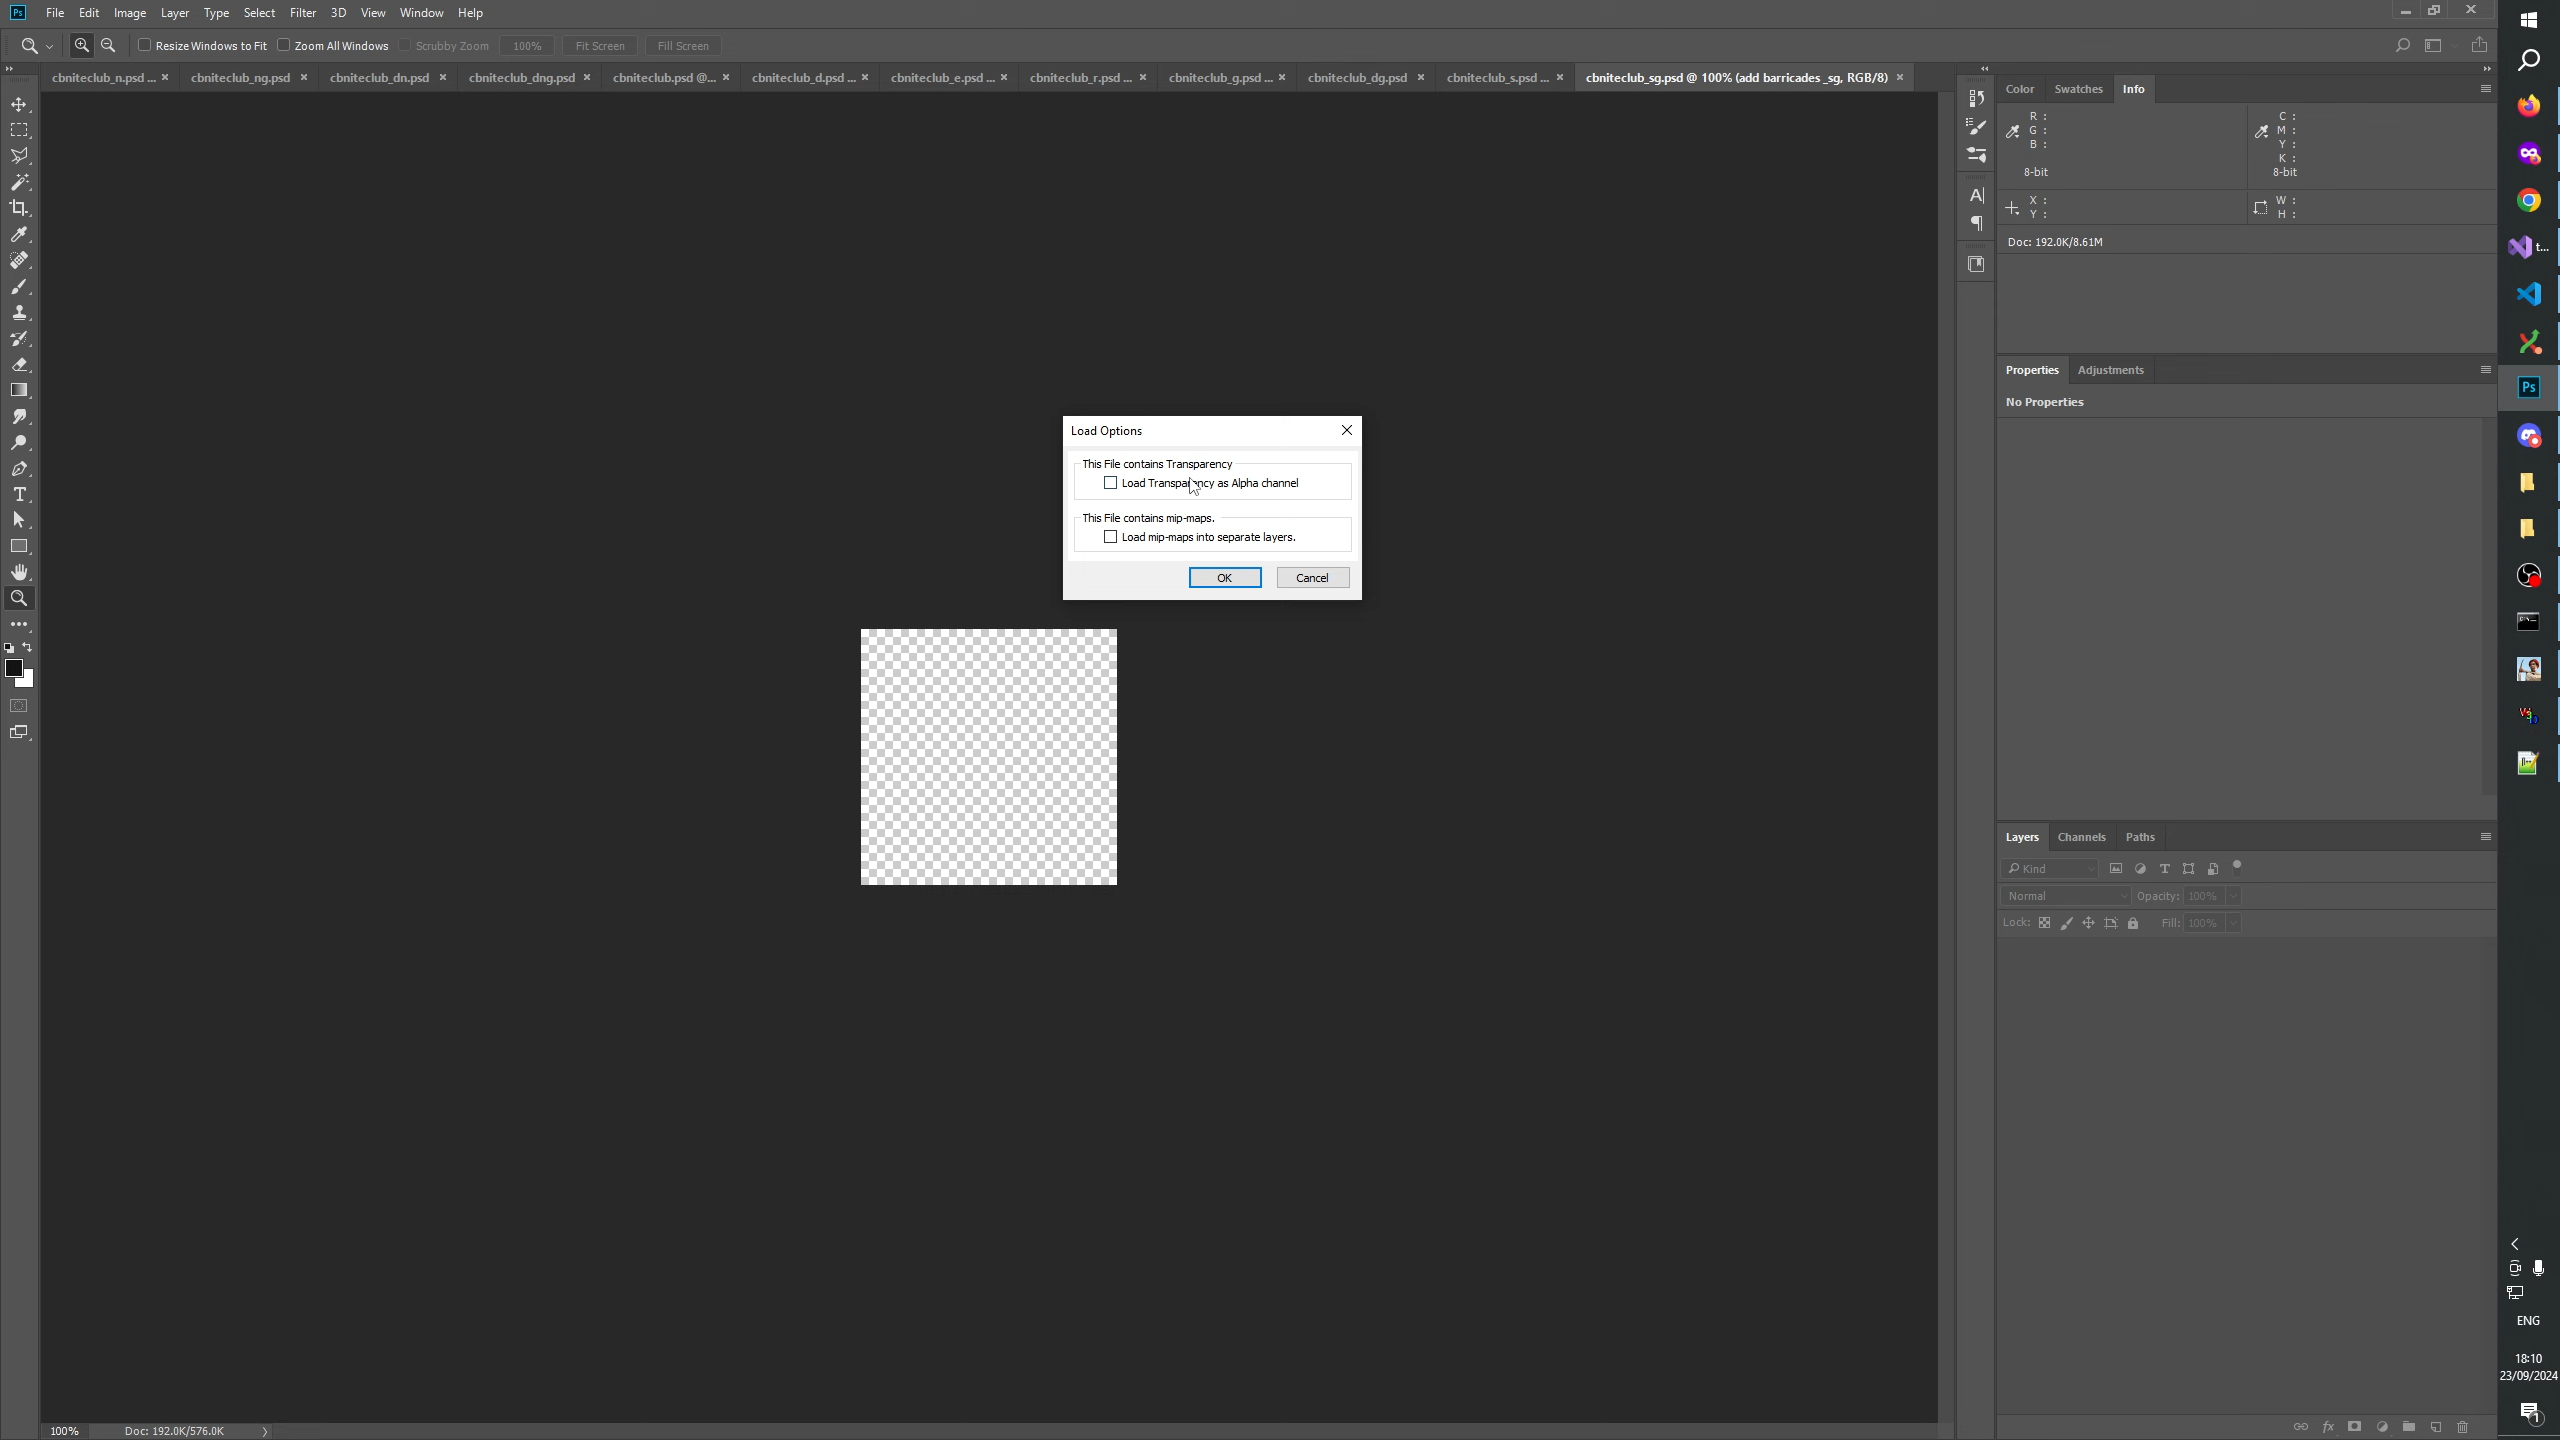 Ps File Edit Image Layer Type Select Filter 3D View Window Help
Resize Windows to Fit Zoom All Windows Scrubby Zoom 100% Fit Screen Fill Screen
cbniteclub_n.psd ... × cbniteclub_ng.psd × cbniteclub_dn.psd × cbniteclub_dng.psd × cbniteclub.psd @... × cbniteclub_d.psd ... × cbniteclub_e.psd ... × cbniteclub_r.psd ... × cbniteclub_g.psd ... × cbniteclub_dg.psd × cbniteclub_s.psd ... × cbniteclub_sg.psd @ 100% (add barricades _sg, RGB/8) ×
Color Swatches Info
R :
G :
B :
8-bit
C :
M :
Y :
K :
8-bit
X :
Y :
W :
H :
Doc: 192.0K/8.61M
t...
Properties Adjustments
No Properties
Ps
Load Options
This File contains Transparency
Load Transparency as Alpha channel
This File contains mip-maps.
Load mip-maps into separate layers.
OK Cancel
Layers Channels Paths
Kind
Normal Opacity: 100%
Lock: Fill: 100%
ENG
18:10
23/09/2024
1
100% Doc: 192.0K/576.0K